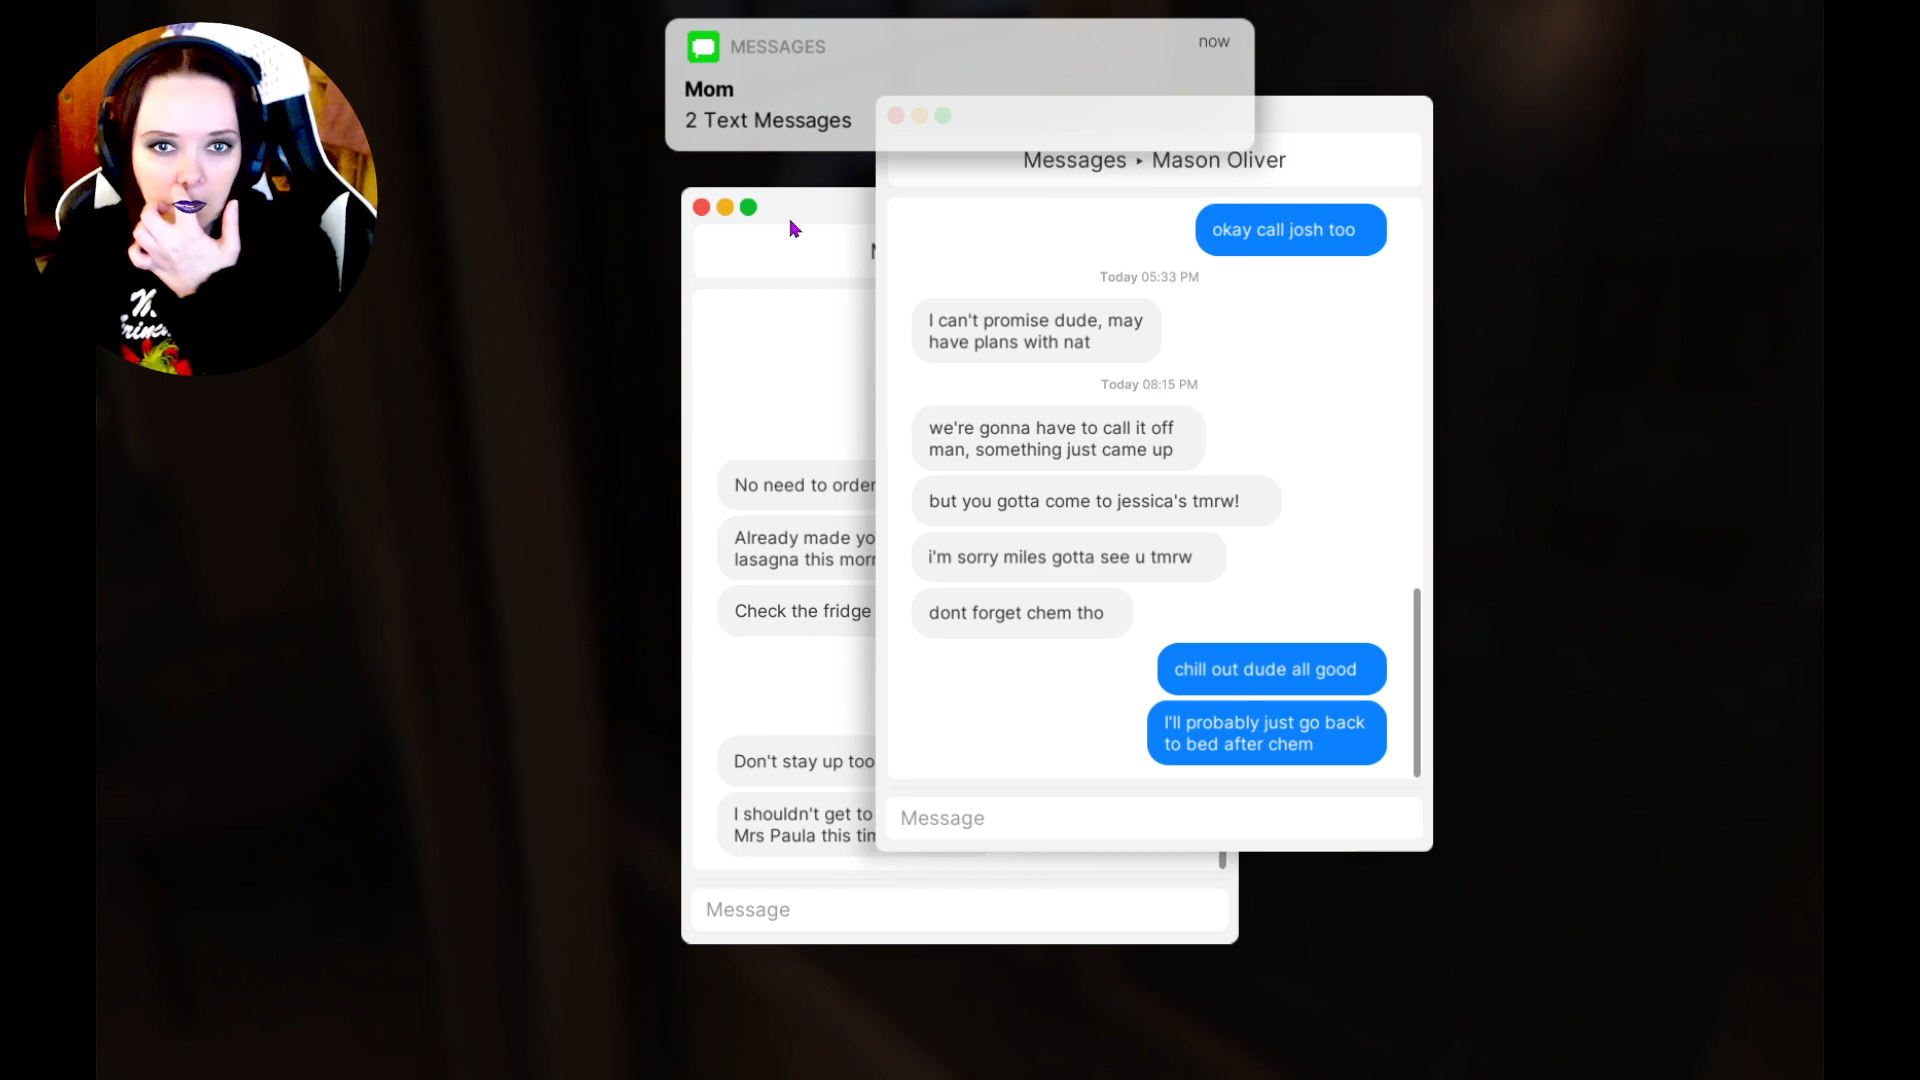 MESSAGES
now
Mom
2 Text Messages
Messages ▸ Mason Oliver
okay call josh too
Today 05:33 PM
I can't promise dude, may
have plans with nat
Today 08:15 PM
we're gonna have to call it off
man, something just came up
but you gotta come to jessica's tmrw!
i'm sorry miles gotta see u tmrw
dont forget chem tho
chill out dude all good
I'll probably just go back
to bed after chem
Message
No need to order
Already made yo
lasagna this morn
Check the fridge
Don't stay up too
I shouldn't get to
Mrs Paula this tim
Message